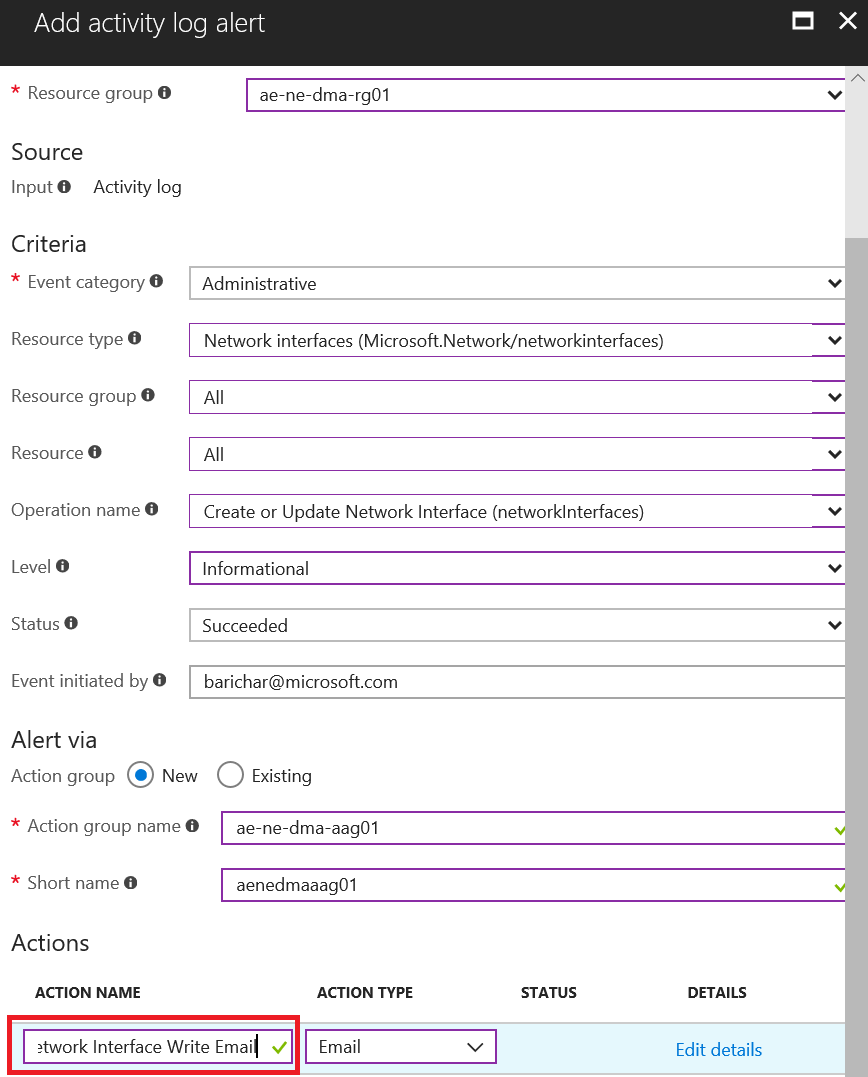 Add activity log alert
* Resource group ae-ne-dma-rg01
Source
Input Activity log
Criteria
* Event category Administrative
Resource type Network interfaces (Microsoft.Network/networkinterfaces)
Resource group All
Resource All
Operation name Create or Update Network Interface (networkInterfaces)
Level Informational
Status Succeeded
Event initiated by barichar@microsoft.com
Alert via
Action group New Existing
* Action group name ae-ne-dma-aag01
* Short name aenedmaaag01
Actions
ACTION NAME ACTION TYPE STATUS DETAILS
etwork Interface Write Email Email Edit details